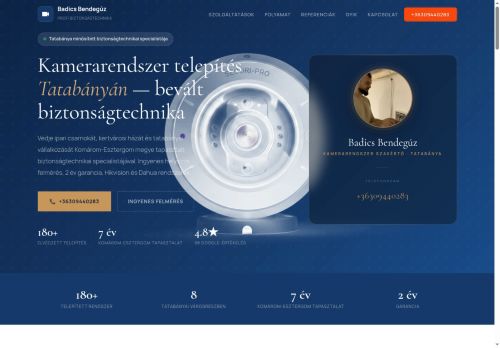 Badics Bendegúz
PROFI BIZTONSÁGTECHNIKA
SZOLGÁLTATÁSOK
FOLYAMAT
REFERENCIÁK
GYIK
KAPCSOLAT
+36309440283
Tatabánya minősített biztonságtechnikai specialistája
Kamerarendszer telepítés
Tatabányán — bevált
biztonságtechnika
Védje ipari csarnokát, kertvárosi házát és tatabányai
vállalkozását Komárom-Esztergom megye tapasztalt
biztonságtechnikai specialistájával. Ingyenes helyszíni
felmérés, 2 év garancia, Hikvision és Dahua rendszerek.
+36309440283
INGYENES FELMÉRÉS
180+
ELVÉGZETT TELEPÍTÉS
7 év
KOMÁROM-ESZTERGOM TAPASZTALAT
4.8★
GOOGLE ÉRTÉKELÉS
Badics Bendegúz
KAMERARENDSZER SZAKÉRTŐ · TATABÁNYA
+36309440283
180+
TELEPÍTETT RENDSZER
8
TATABÁNYAI VÁROSRÉSZBEN
7 év
KOMÁROM-ESZTERGOM TAPASZTALAT
2 év
GARANCIA